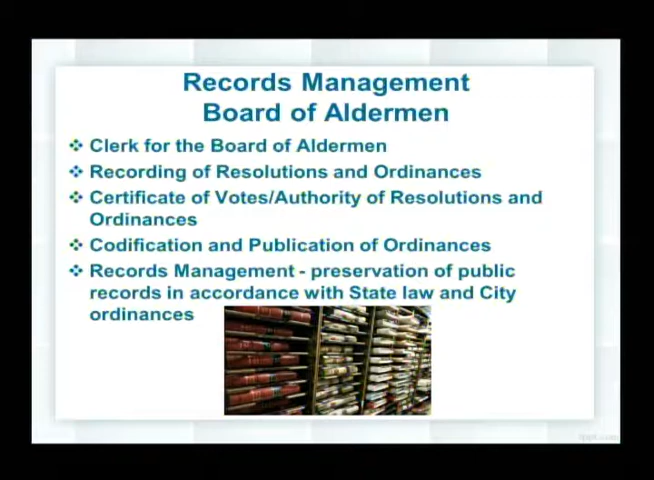 Records Management
Board of Aldermen
Clerk for the Board of Aldermen
Recording of Resolutions and Ordinances
Certificate of Votes/Authority of Resolutions and
Ordinances
Codification and Publication of Ordinances
Records Management - preservation of public
records in accordance with State law and City
ordinances